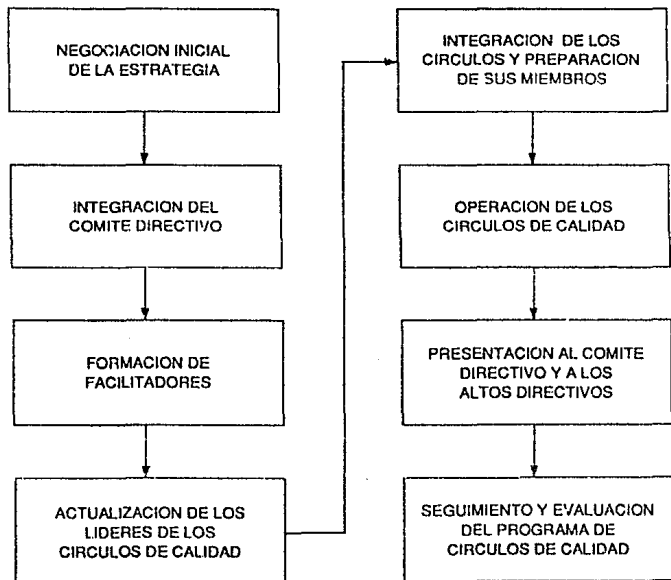 NEGOCIACION INICIAL
DE LA ESTRATEGIA
INTEGRACION DEL
COMITE DIRECTIVO
FORMACION DE
FACILITADORES
ACTUALIZACION DE LOS
LIDERES DE LOS
CIRCULOS DE CALIDAD
INTEGRACION DE LOS
CIRCULOS Y PREPARACION
DE SUS MIEMBROS
OPERACION DE LOS
CIRCULOS DE CALIDAD
PRESENTACION AL COMITE
DIRECTIVO Y A LOS
ALTOS DIRECTIVOS
SEGUIMIENTO Y EVALUACION
DEL PROGRAMA DE
CIRCULOS DE CALIDAD